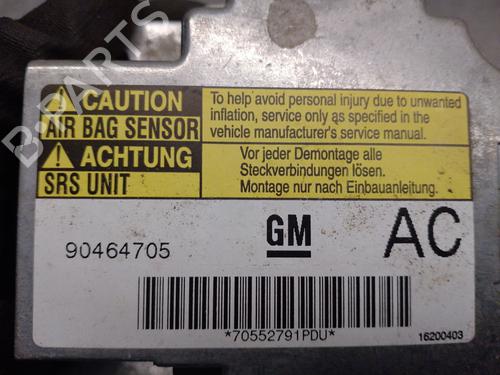 CAUTION
AIR BAG SENSOR
To help avoid personal injury due to unwanted
inflation, service only as specified in the
vehicle manufacturer's service manual.
ACHTUNG
SRS UNIT
Vor jeder Demontage alle
Steckverbindungen lösen.
Montage nur nach Einbauanleitung.
90464705
GM
AC
*70552791PDU*
16200403
B-PARTS